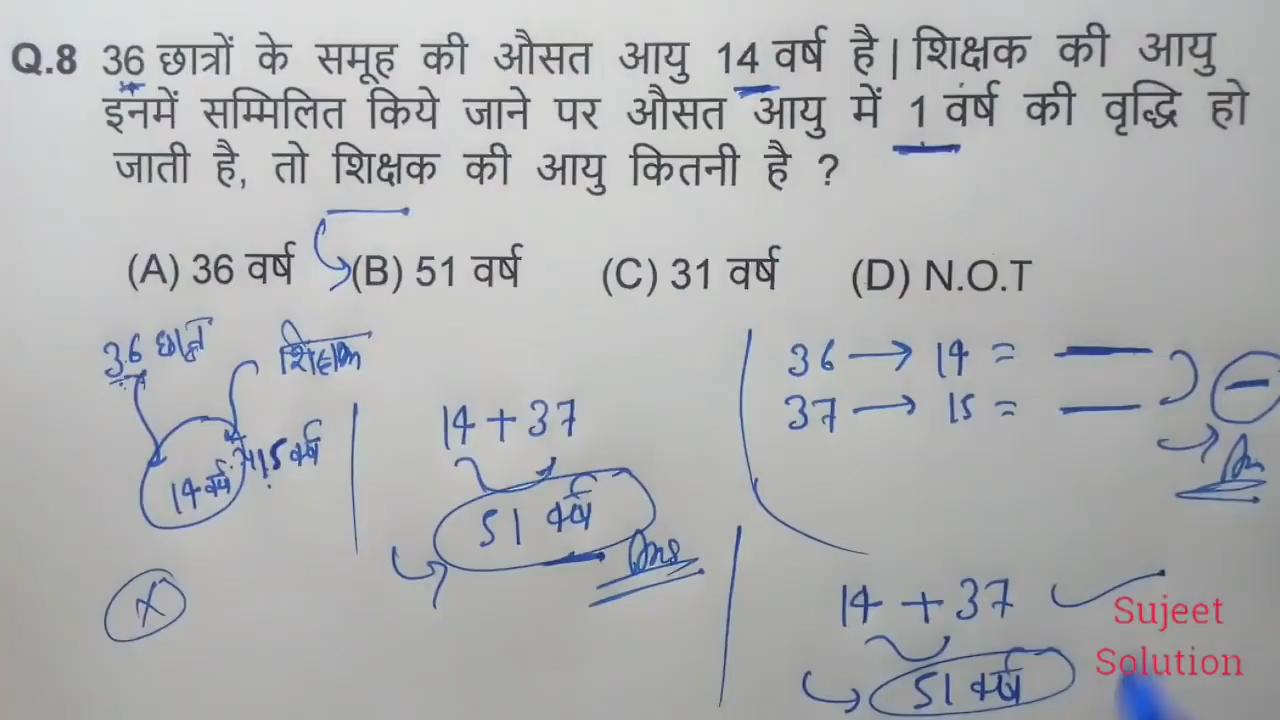 Q.8 36 छात्रों के समूह की औसत आयु 14 वर्ष है | शिक्षक की आयु
इनमें सम्मिलित किये जाने पर औसत आयु में 1 वर्ष की वृद्धि हो
जाती है, तो शिक्षक की आयु कितनी है ?
(A) 36 वर्ष (B) 51 वर्ष (C) 31 वर्ष (D) N.O.T
36 छात्र
शिक्षक
14 वर्ष
15 वर्ष
x
14 + 37
51 वर्ष
Ans
36 → 14 =
37 → 15 =
−
14 + 37
51 वर्ष
Sujeet
Solution